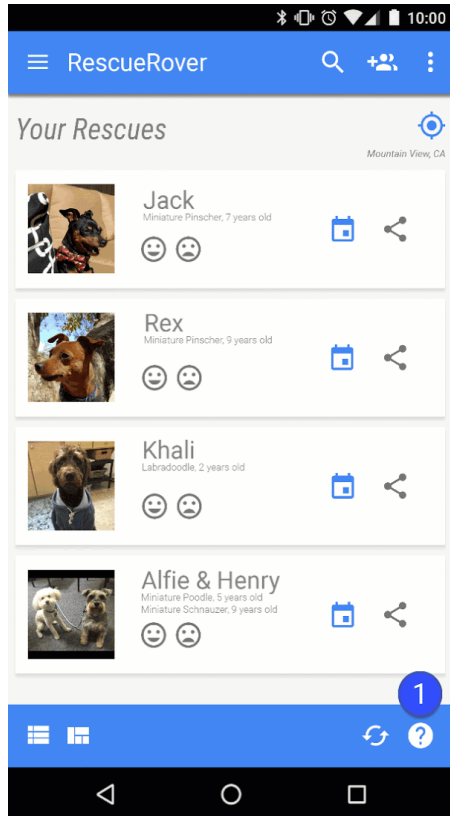 10:00
RescueRover
Your Rescues
Mountain View, CA
Jack
Miniature Pinscher, 7 years old
Rex
Miniature Pinscher, 9 years old
Khali
Labradoodle, 2 years old
Alfie & Henry
Miniature Poodle, 5 years old
Miniature Schnauzer, 9 years old
1